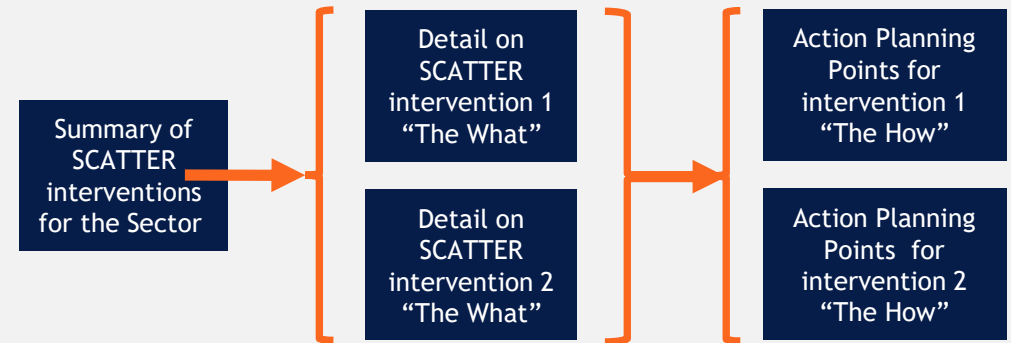 Summary of
SCATTER
interventions
for the Sector
Detail on
SCATTER
intervention 1
“The What”
Detail on
SCATTER
intervention 2
“The What”
Action Planning
Points for
intervention 1
“The How”
Action Planning
Points for
intervention 2
“The How”